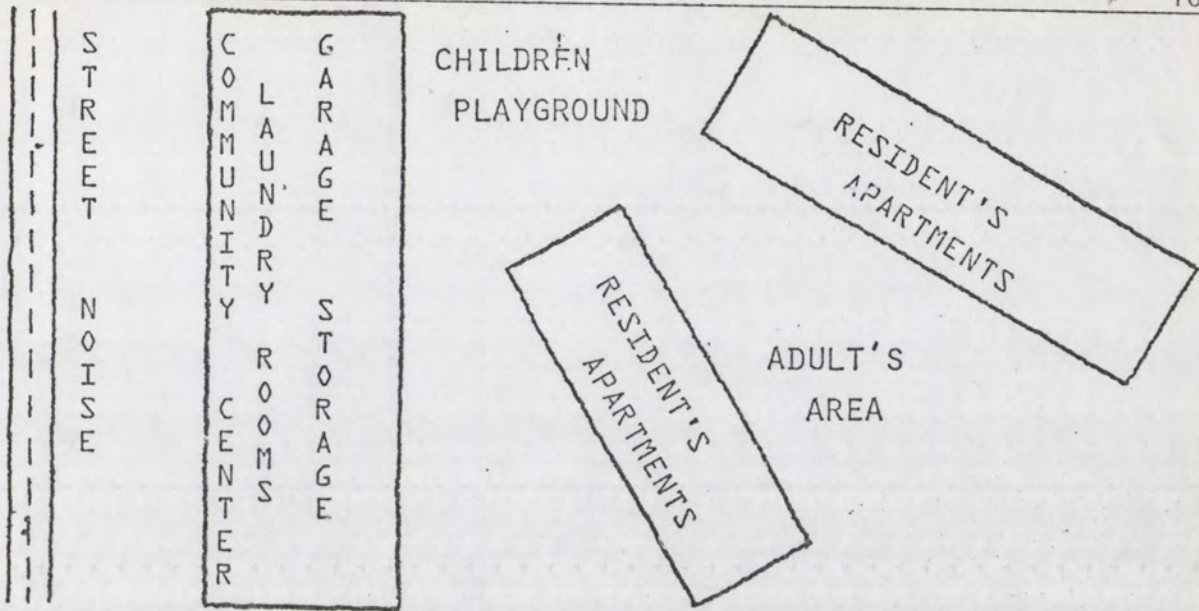 STREET NOISE
COMMUNITY CENTER
LAUNDRY ROOMS
GARAGE STORAGE
CHILDREN
PLAYGROUND
RESIDENT'S
APARTMENTS
RESIDENT'S
APARTMENTS
ADULT'S
AREA